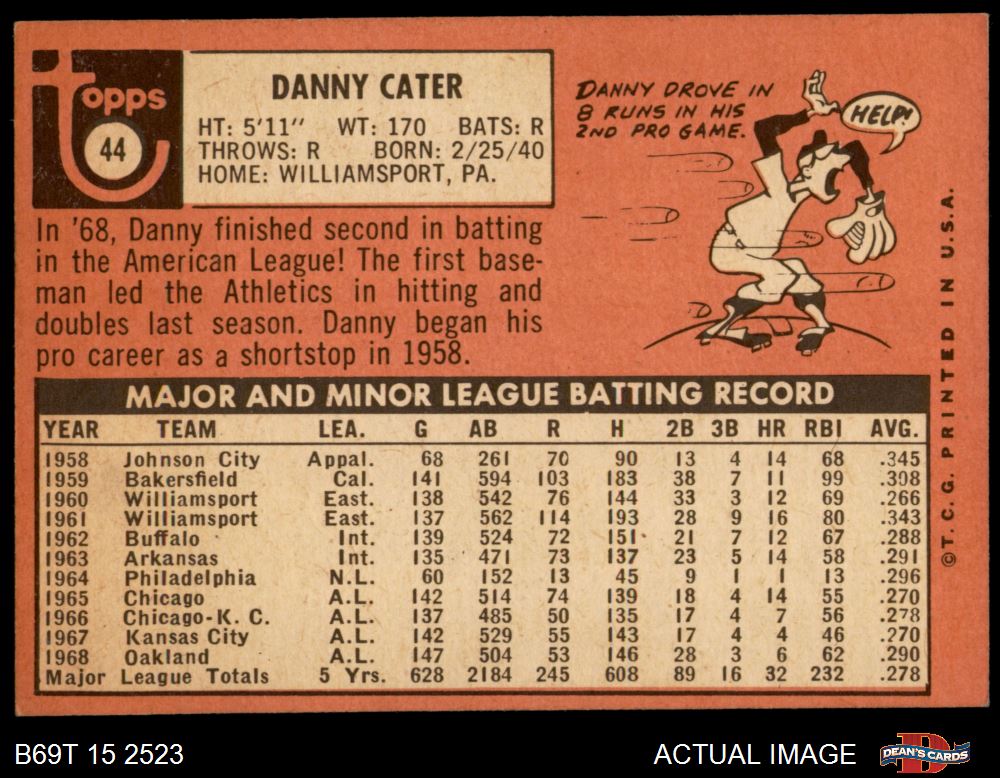 topps
44
DANNY CATER
HT: 5'11" WT: 170 BATS: R
THROWS: R BORN: 2/25/40
HOME: WILLIAMSPORT, PA.
DANNY DROVE IN
8 RUNS IN HIS
2ND PRO GAME.
HELP!
In '68, Danny finished second in batting
in the American League! The first base-
man led the Athletics in hitting and
doubles last season. Danny began his
pro career as a shortstop in 1958.
MAJOR AND MINOR LEAGUE BATTING RECORD
YEAR TEAM LEA. G AB R H 2B 3B HR RBI AVG.
1958 Johnson City Appal. 68 261 70 90 13 4 14 68 .345
1959 Bakersfield Cal. 141 594 103 183 38 7 11 99 .308
1960 Williamsport East. 138 542 76 144 33 3 12 69 .266
1961 Williamsport East. 137 562 114 193 28 9 16 80 .343
1962 Buffalo Int. 139 524 72 151 21 7 12 67 .288
1963 Arkansas Int. 135 471 73 137 23 5 14 58 .291
1964 Philadelphia N.L. 60 152 13 45 9 1 1 13 .296
1965 Chicago A.L. 142 514 74 139 18 4 14 55 .270
1966 Chicago-K. C. A.L. 137 485 50 135 17 4 7 56 .278
1967 Kansas City A.L. 142 529 55 143 17 4 4 46 .270
1968 Oakland A.L. 147 504 53 146 28 3 6 62 .290
Major League Totals 5 Yrs. 628 2184 245 608 89 16 32 232 .278
©T.C.G. PRINTED IN U.S.A.
B69T 15 2523
ACTUAL IMAGE
DEAN'S CARDS